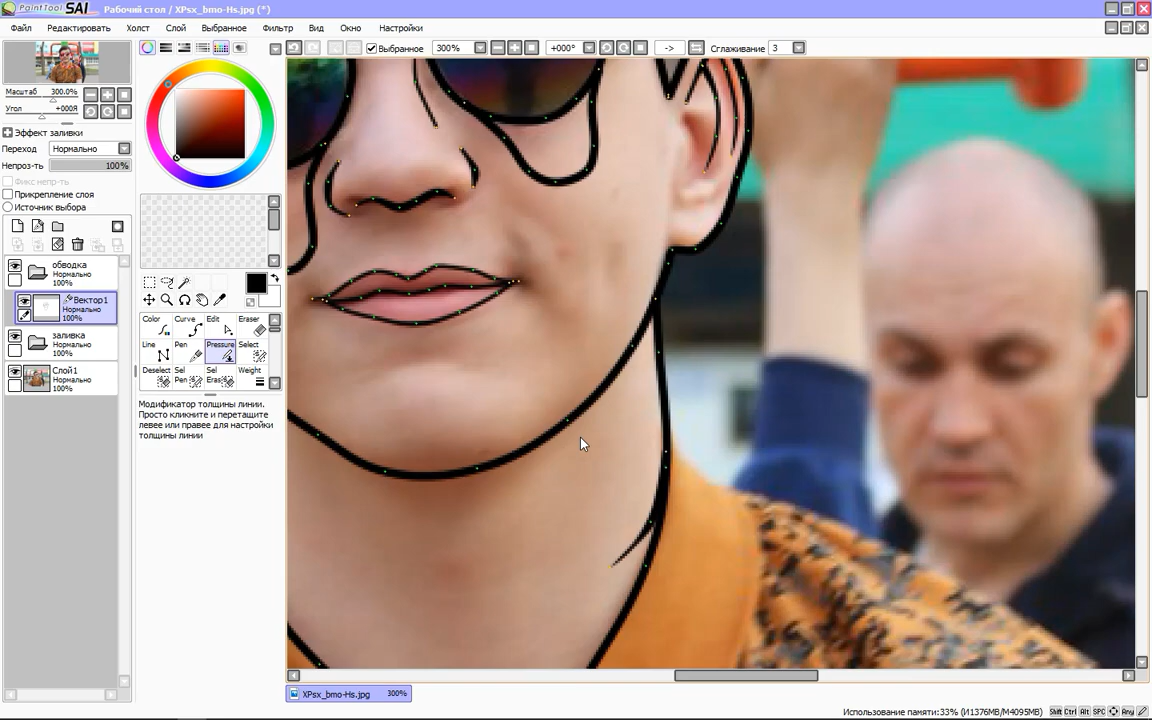 PaintTool SAI Рабочий стол / XPsx_bmo-Hs.jpg (*)
Файл Редактировать Холст Слой Выбранное Фильтр Вид Окно Настройки
Выбранное 300% +000° -> Сглаживание 3
Масштаб 300.0%
Угол +000Я
Эффект заливки
Переход Нормально
Непроз-ть 100%
Фикс непр-ть
Прикрепление слоя
Источник выбора
обводка
Нормально
100%
Вектор1
Нормально
100%
заливка
Нормально
100%
Слой1
Нормально
100%
Color Curve Edit Eraser
Line Pen Pressure Select
Deselect Sel Pen Sel Eras Weight
Модификатор толщины линии.
Просто кликните и перетащите
левее или правее для настройки
толщины линии
XPsx_bmo-Hs.jpg 300%
Использование памяти:33% (И1376MB/M4095MB) Shift Ctrl Alt SPC Any